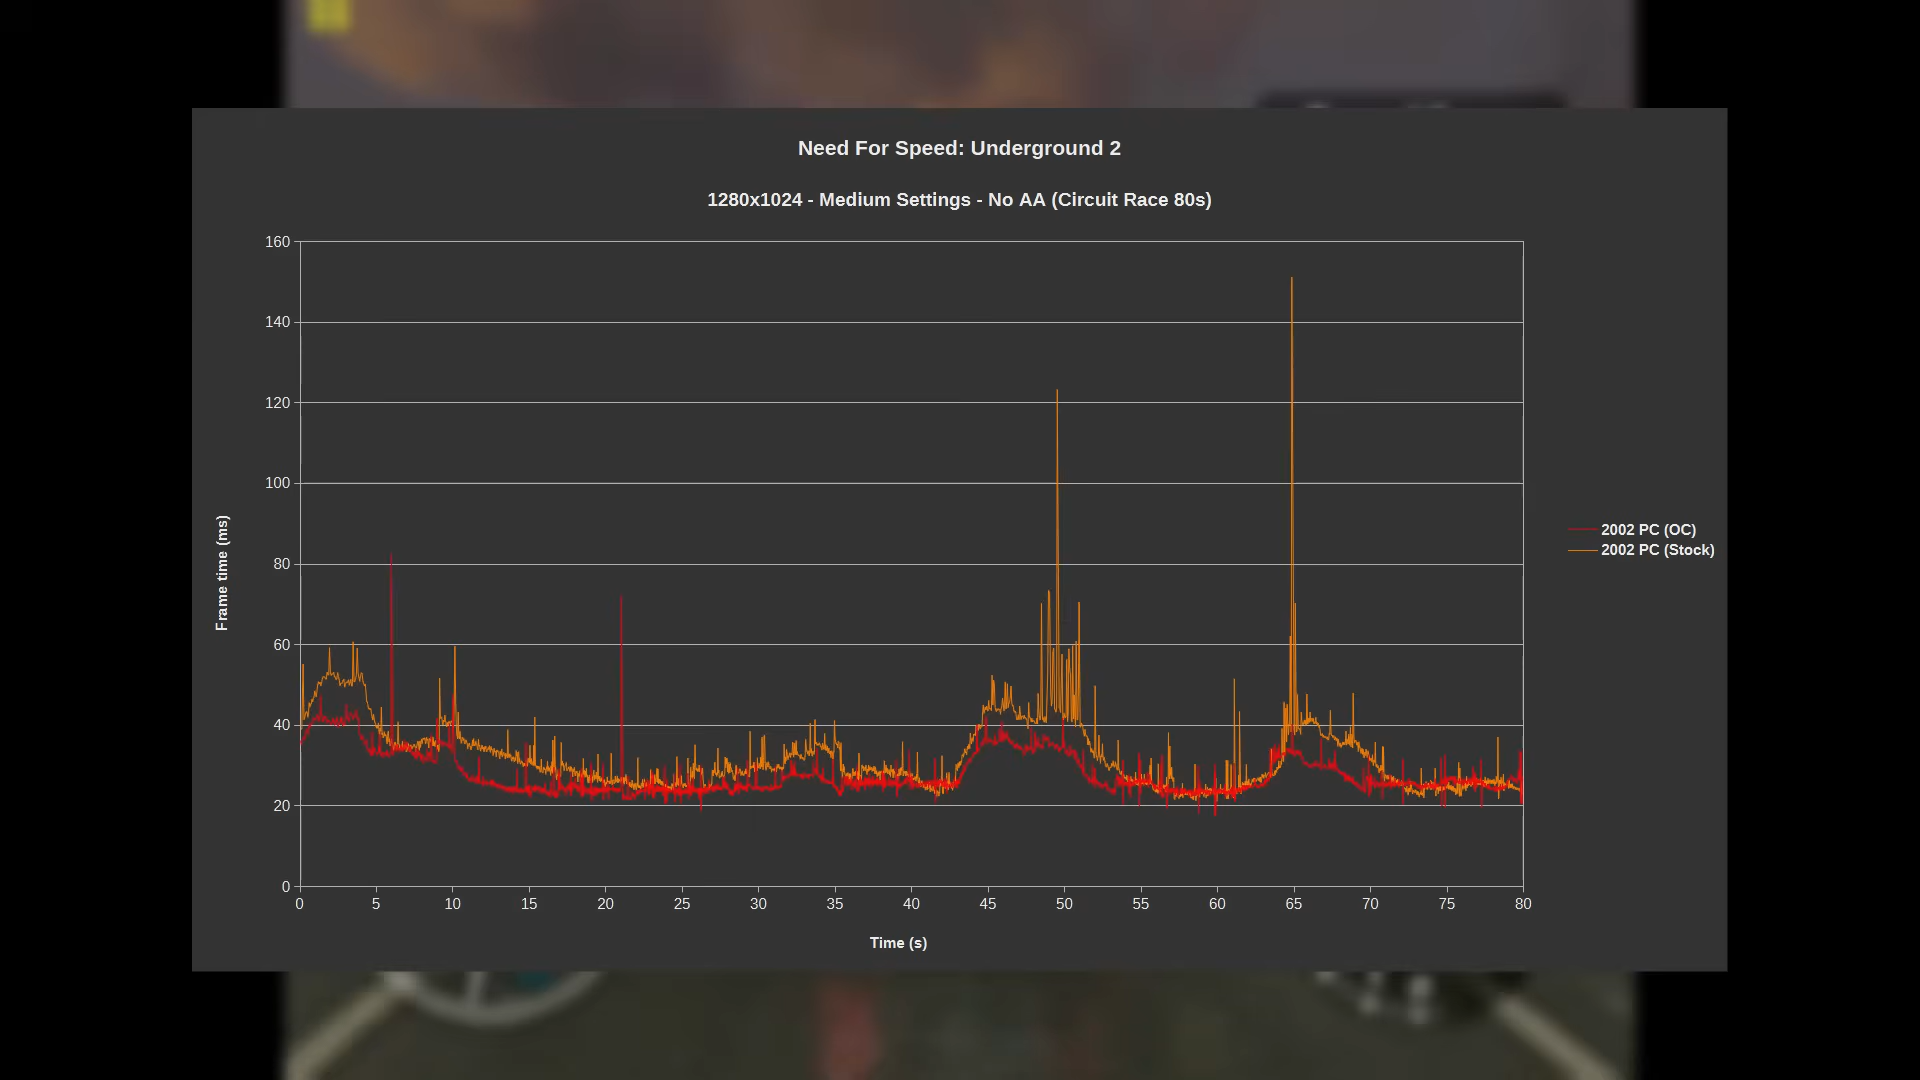 Need For Speed: Underground 2
1280x1024 - Medium Settings - No AA (Circuit Race 80s)
160
140
120
100
80
60
40
20
0
Frame time (ms)
0 5 10 15 20 25 30 35 40 45 50 55 60 65 70 75 80
Time (s)
2002 PC (OC)
2002 PC (Stock)